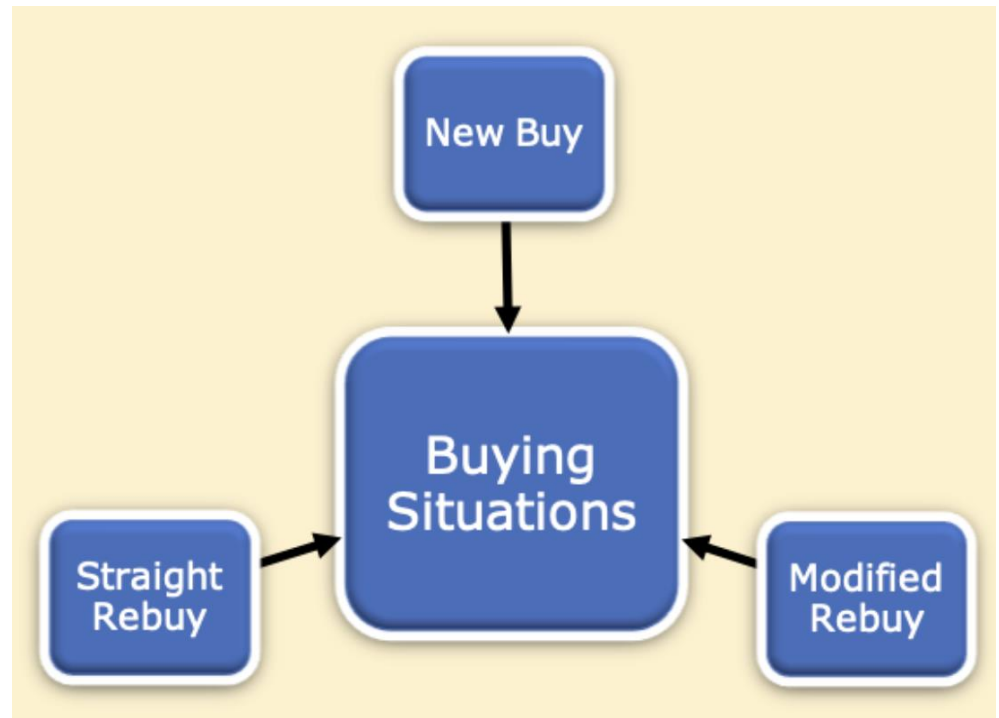 New Buy
Buying
Situations
Straight
Rebuy
Modified
Rebuy